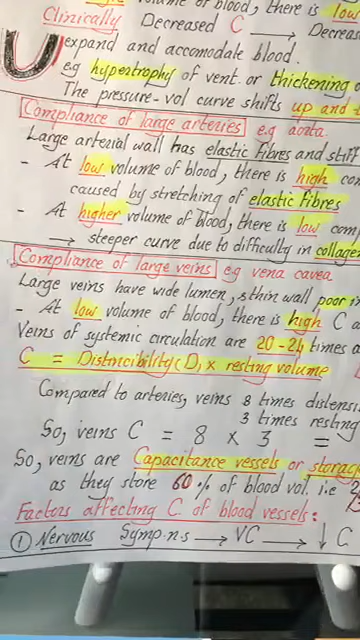 volume of blood, there is low
Clinically Decreased C → Decreas
expand and accomodate blood.
e.g hypertrophy of vent. or thickening o
The pressure-vol curve shifts up and t
Compliance of large arteries e.g aorta.
Large arterial wall has elastic fibres and stiff
- At low volume of blood, there is high com
caused by stretching of elastic fibres
- At higher volume of blood, there is low comp
→ steeper curve due to difficulty in collagen
Compliance of large veins eg vena cavea
Large veins have wide lumen, & thin wall poor in
- At low volume of blood, there is high C a
Veins of systemic circulation are 20-24 times a
C = Distincibility (D) x resting volume
Compared to arteries, veins 8 times distensi
3 times resting
So, veins C = 8 X 3 =
So, veins are Capacitance vessels or storag
as they store 60% of blood vol. i.e
Factors affecting C of blood vessels:
① Nervous Symp.n.s → VC → ↓ C